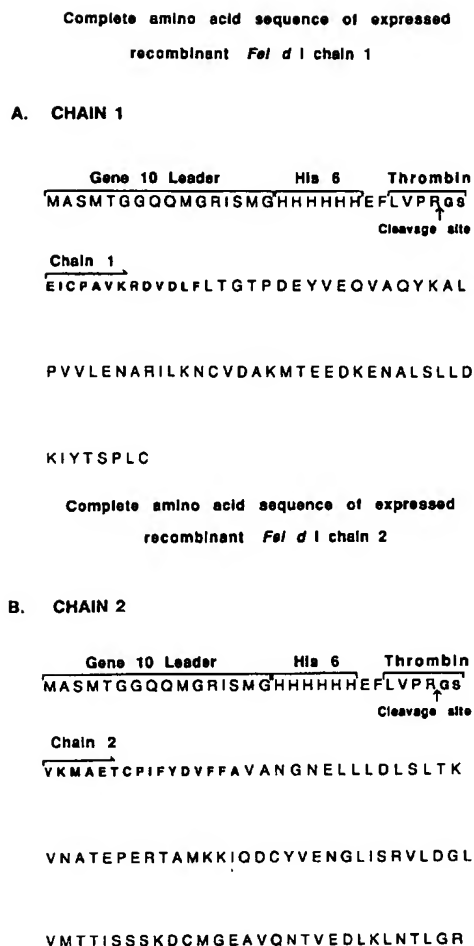 Complete amino acid sequence of expressed
recombinant Fel d I chain 1
A. CHAIN 1
Gene 10 Leader His 6 Thrombin
MASMTGGQQMGRISMGHHHHHHEFLVPRGS
Cleavage site
Chain 1
EICPAVKRDVDLFLTGTPDEYVEQVAQYKAL
PVVLENARILKNCVDAKMTEEDKENALSLLD
KIYTSPLC
Complete amino acid sequence of expressed
recombinant Fel d I chain 2
B. CHAIN 2
Gene 10 Leader His 6 Thrombin
MASMTGGQQMGRISMGHHHHHHEFLVPRGS
Cleavage site
Chain 2
VKMAETCPIFYDVFFAVANGNELLLDLSLTK
VNATEPERTAMKKIQDCYVENGLISRVLDGL
VMTTISSSKDCMGEAVQNTVEDLKLNTLGR